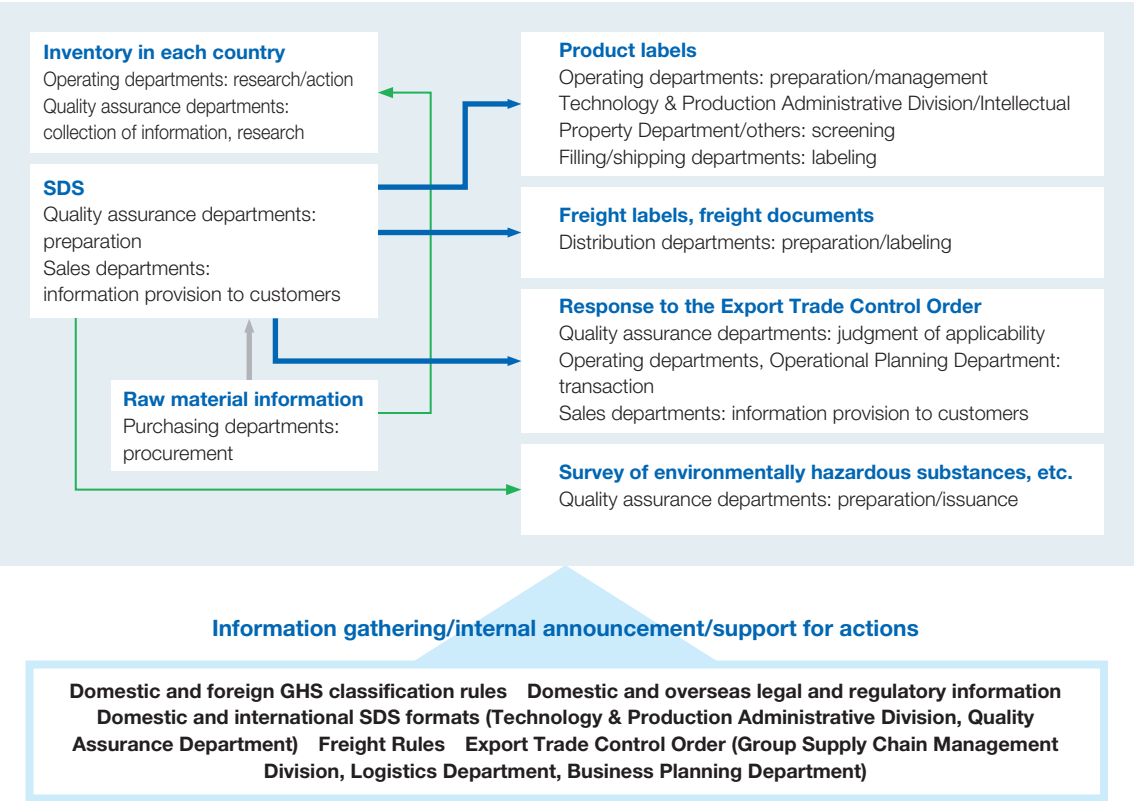 Inventory in each country
Operating departments: research/action
Quality assurance departments:
collection of information, research
SDS
Quality assurance departments:
preparation
Sales departments:
information provision to customers
Raw material information
Purchasing departments:
procurement
Product labels
Operating departments: preparation/management
Technology & Production Administrative Division/Intellectual
Property Department/others: screening
Filling/shipping departments: labeling
Freight labels, freight documents
Distribution departments: preparation/labeling
Response to the Export Trade Control Order
Quality assurance departments: judgment of applicability
Operating departments, Operational Planning Department:
transaction
Sales departments: information provision to customers
Survey of environmentally hazardous substances, etc.
Quality assurance departments: preparation/issuance
Information gathering/internal announcement/support for actions
Domestic and foreign GHS classification rules Domestic and overseas legal and regulatory information
Domestic and international SDS formats (Technology & Production Administrative Division, Quality
Assurance Department) Freight Rules Export Trade Control Order (Group Supply Chain Management
Division, Logistics Department, Business Planning Department)